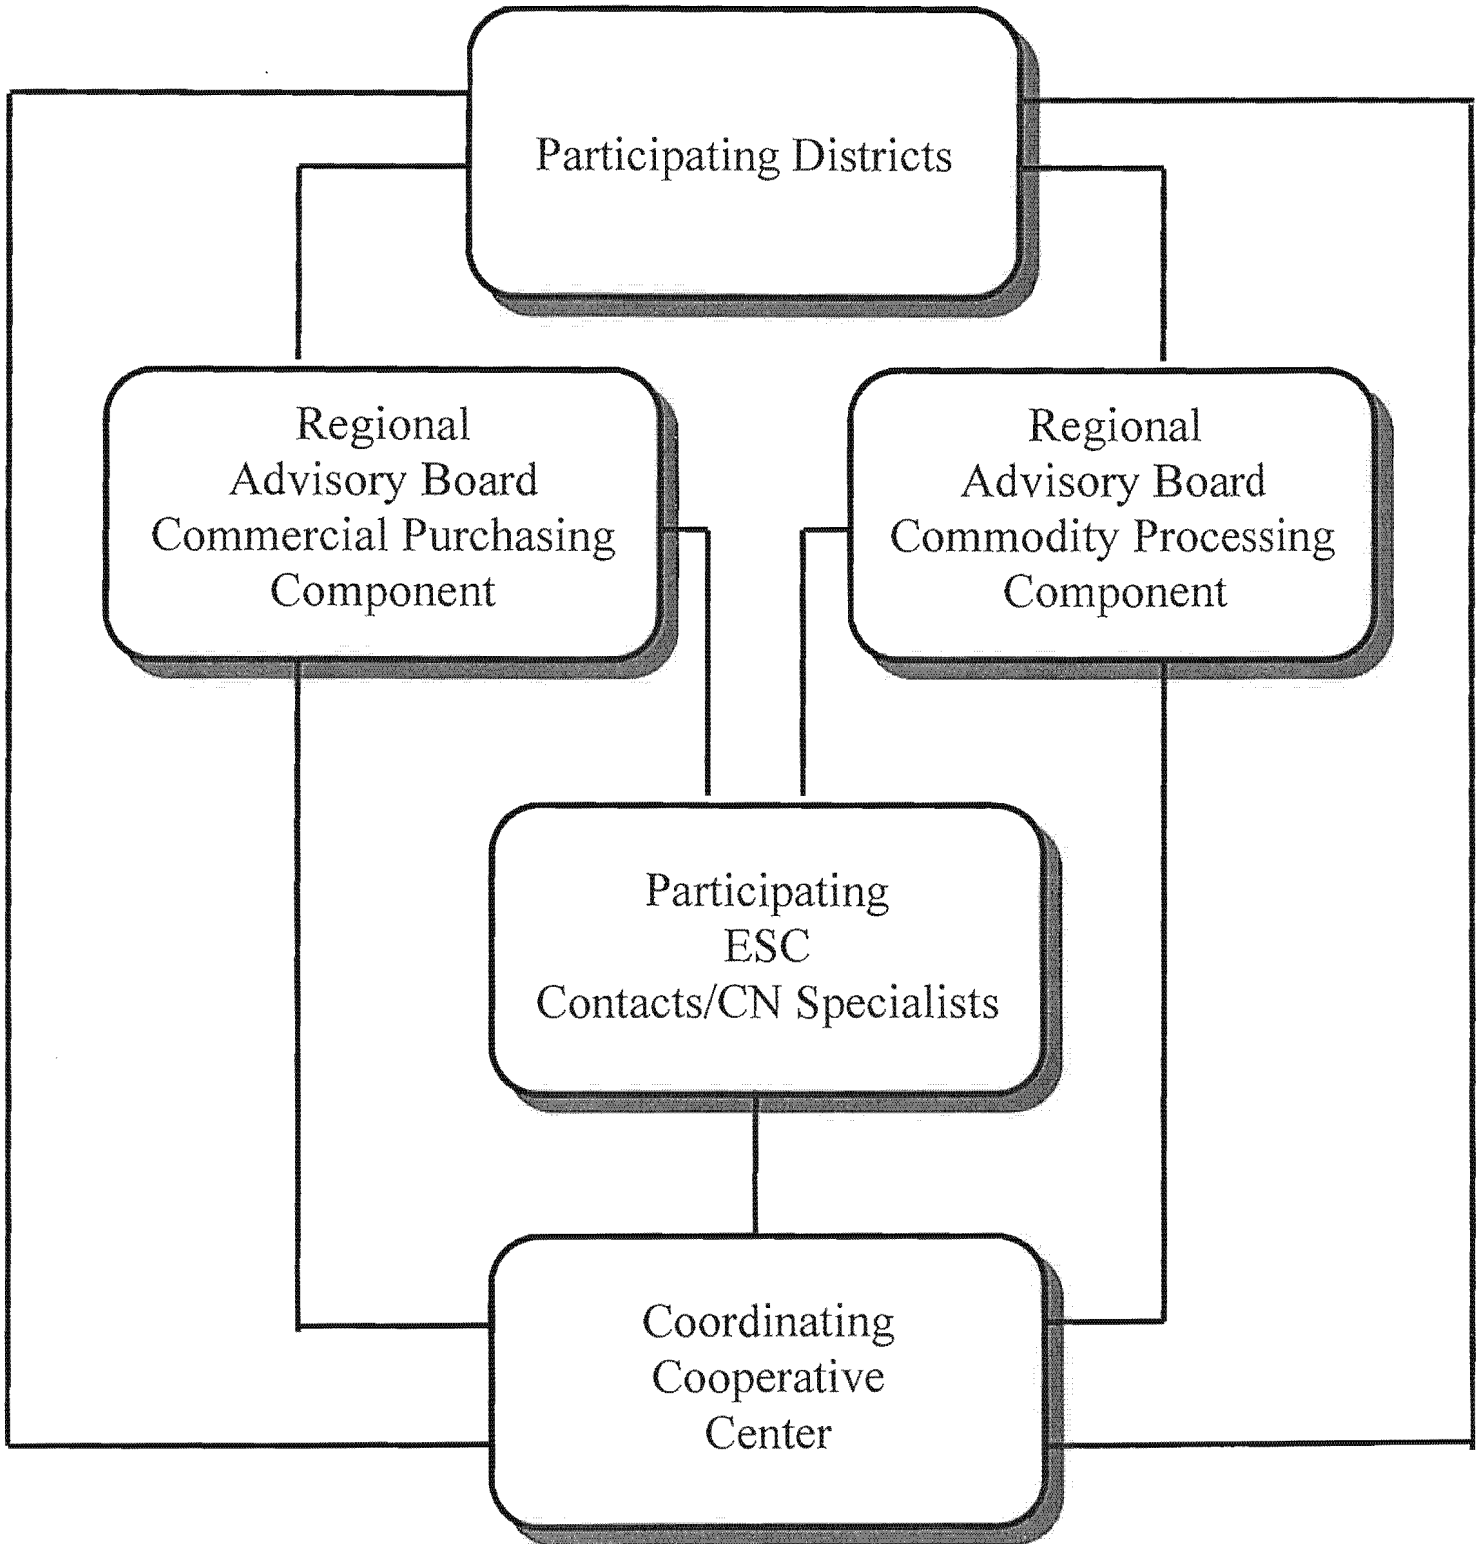 Participating Districts
Regional
Advisory Board
Commercial Purchasing
Component
Regional
Advisory Board
Commodity Processing
Component
Participating
ESC
Contacts/CN Specialists
Coordinating
Cooperative
Center